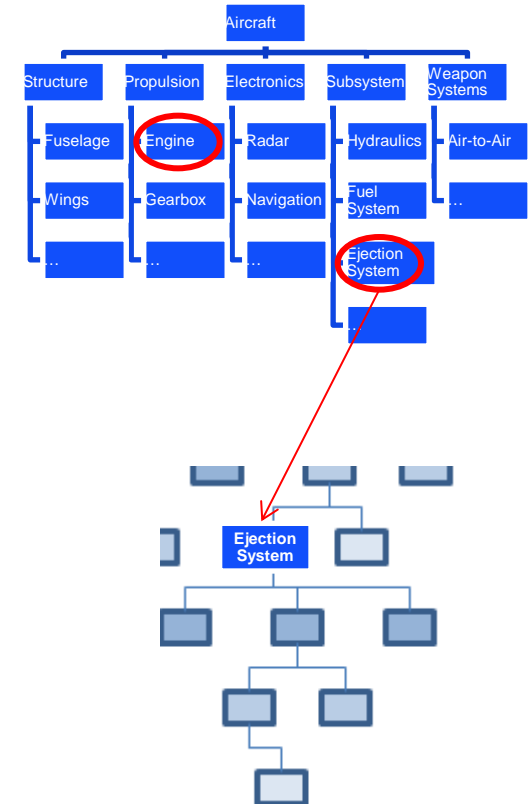 Aircraft
Structure
Propulsion
Electronics
Subsystem
Weapon
Systems
Fuselage
Engine
Radar
Hydraulics
Air-to-Air
Wings
Gearbox
Navigation
Fuel
System
…
…
…
…
Ejection
System
…
Ejection
System